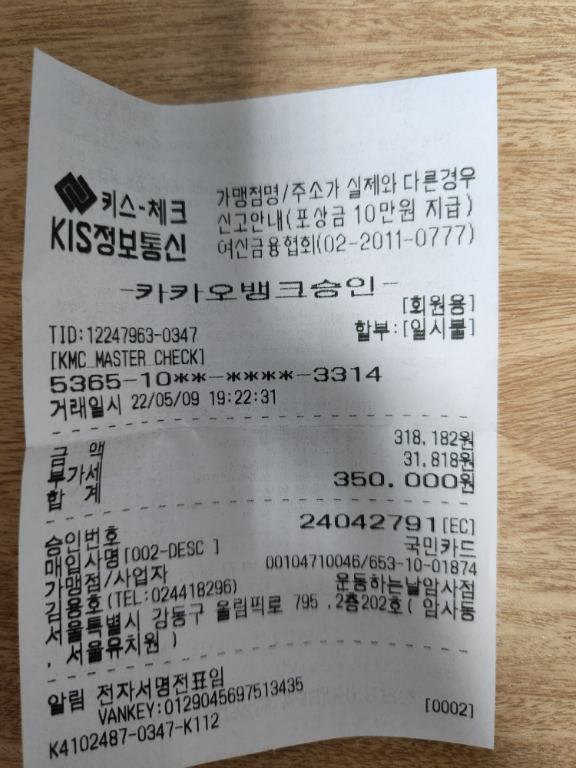 키스-체크
KIS정보통신
가맹점명/주소가 실제와 다른경우
신고안내(포상금 10만원 지급)
여신금융협회(02-2011-0777)
-카카오뱅크승인-
[회원용]
TID:12247963-0347
할부:[일시불]
[KMC MASTER CHECK]
5365-10**-****-3314
거래일시 22/05/09 19:22:31
금 액 318,182원
부가세 31,818원
합 계 350,000원
승인번호 24042791[EC]
매입사명[002-DESC ] 국민카드
가맹점/사업자 00104710046/653-10-01874
김용호(TEL:024418296) 운동하는날암사점
서울특별시 강동구 올림픽로 795 ,2층202호( 암사동
, 서울유치원 )
알림 전자서명전표임
VANKEY:0129045697513435
K4102487-0347-K112 [0002]